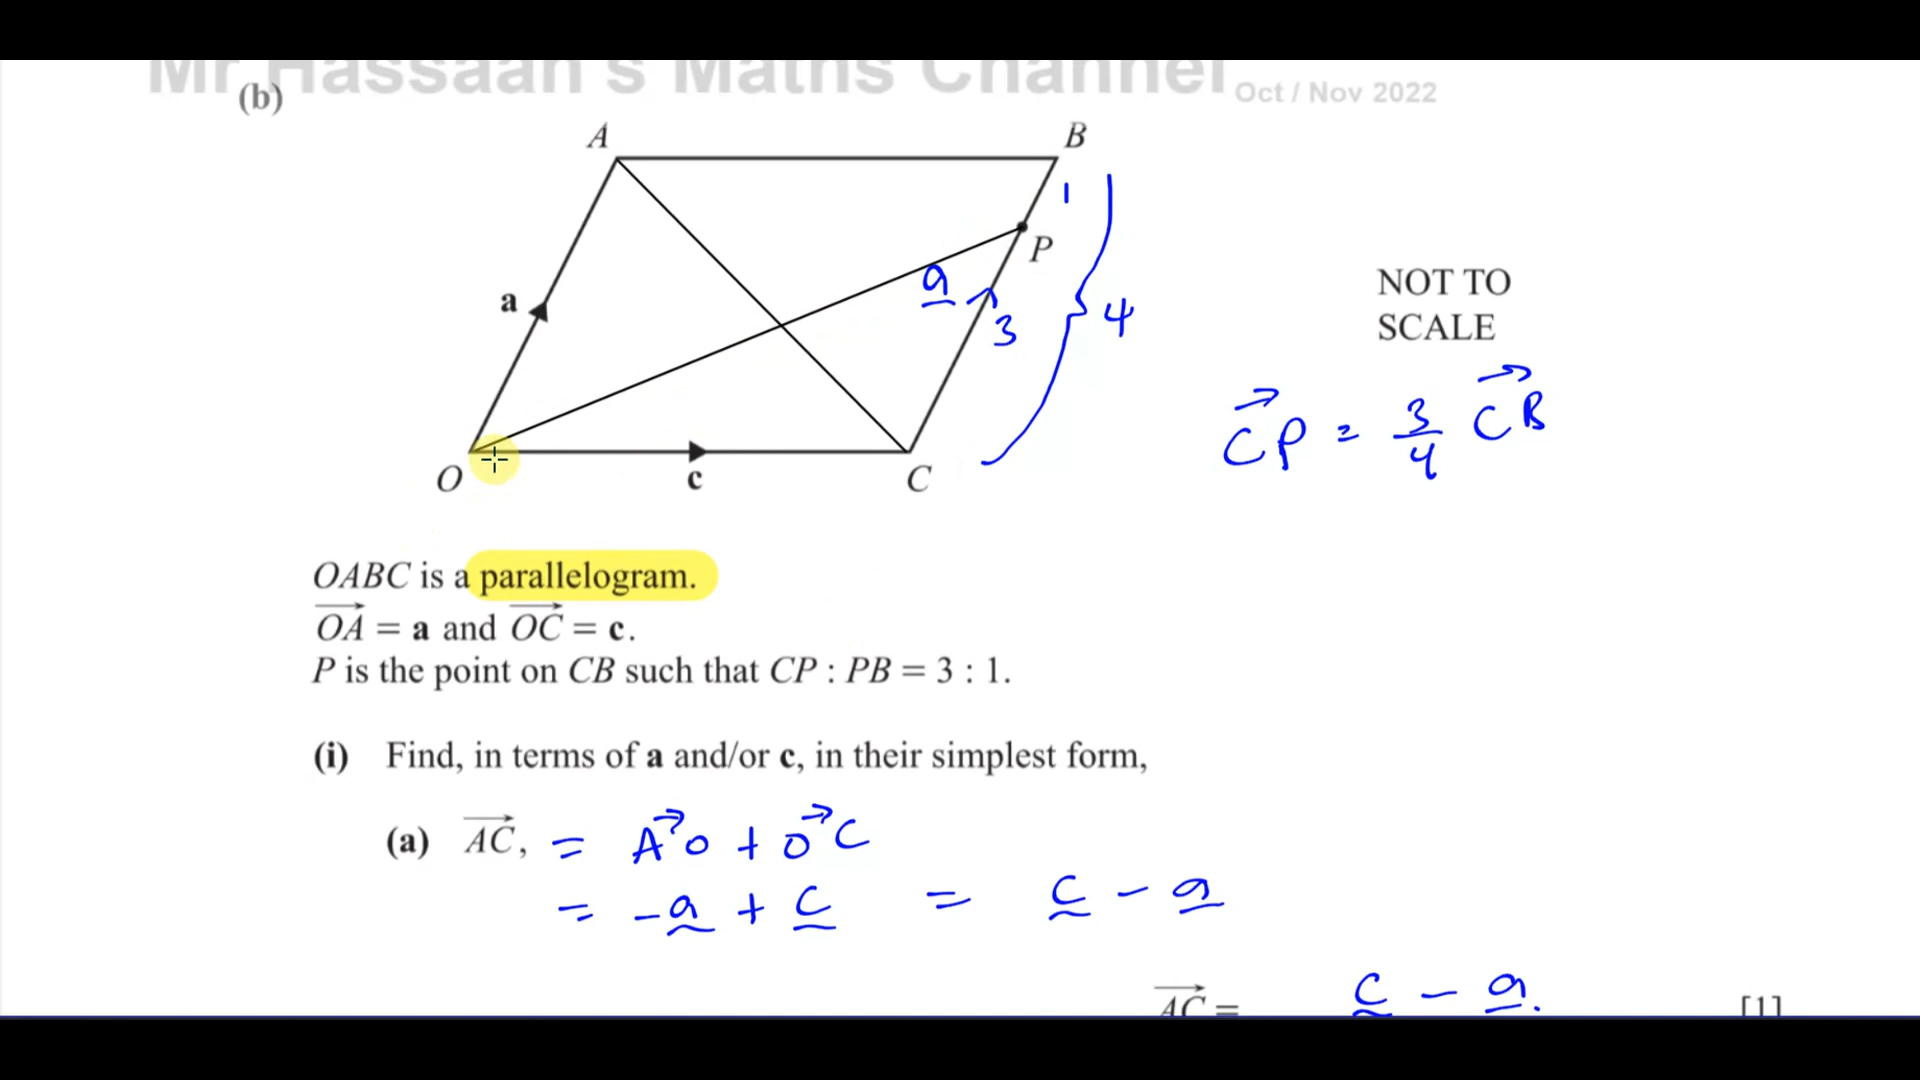 Mr Hassaan's Maths Channel
Oct / Nov 2022
(b)
A
B
1
P
a
a
3
4
NOT TO
SCALE
CP = 3/4 CB
O
c
C
OABC is a parallelogram.
OA = a and OC = c.
P is the point on CB such that CP : PB = 3 : 1.
(i) Find, in terms of a and/or c, in their simplest form,
(a) AC, = AO + OC
= -a + c = c - a
AC = c - a. [1]